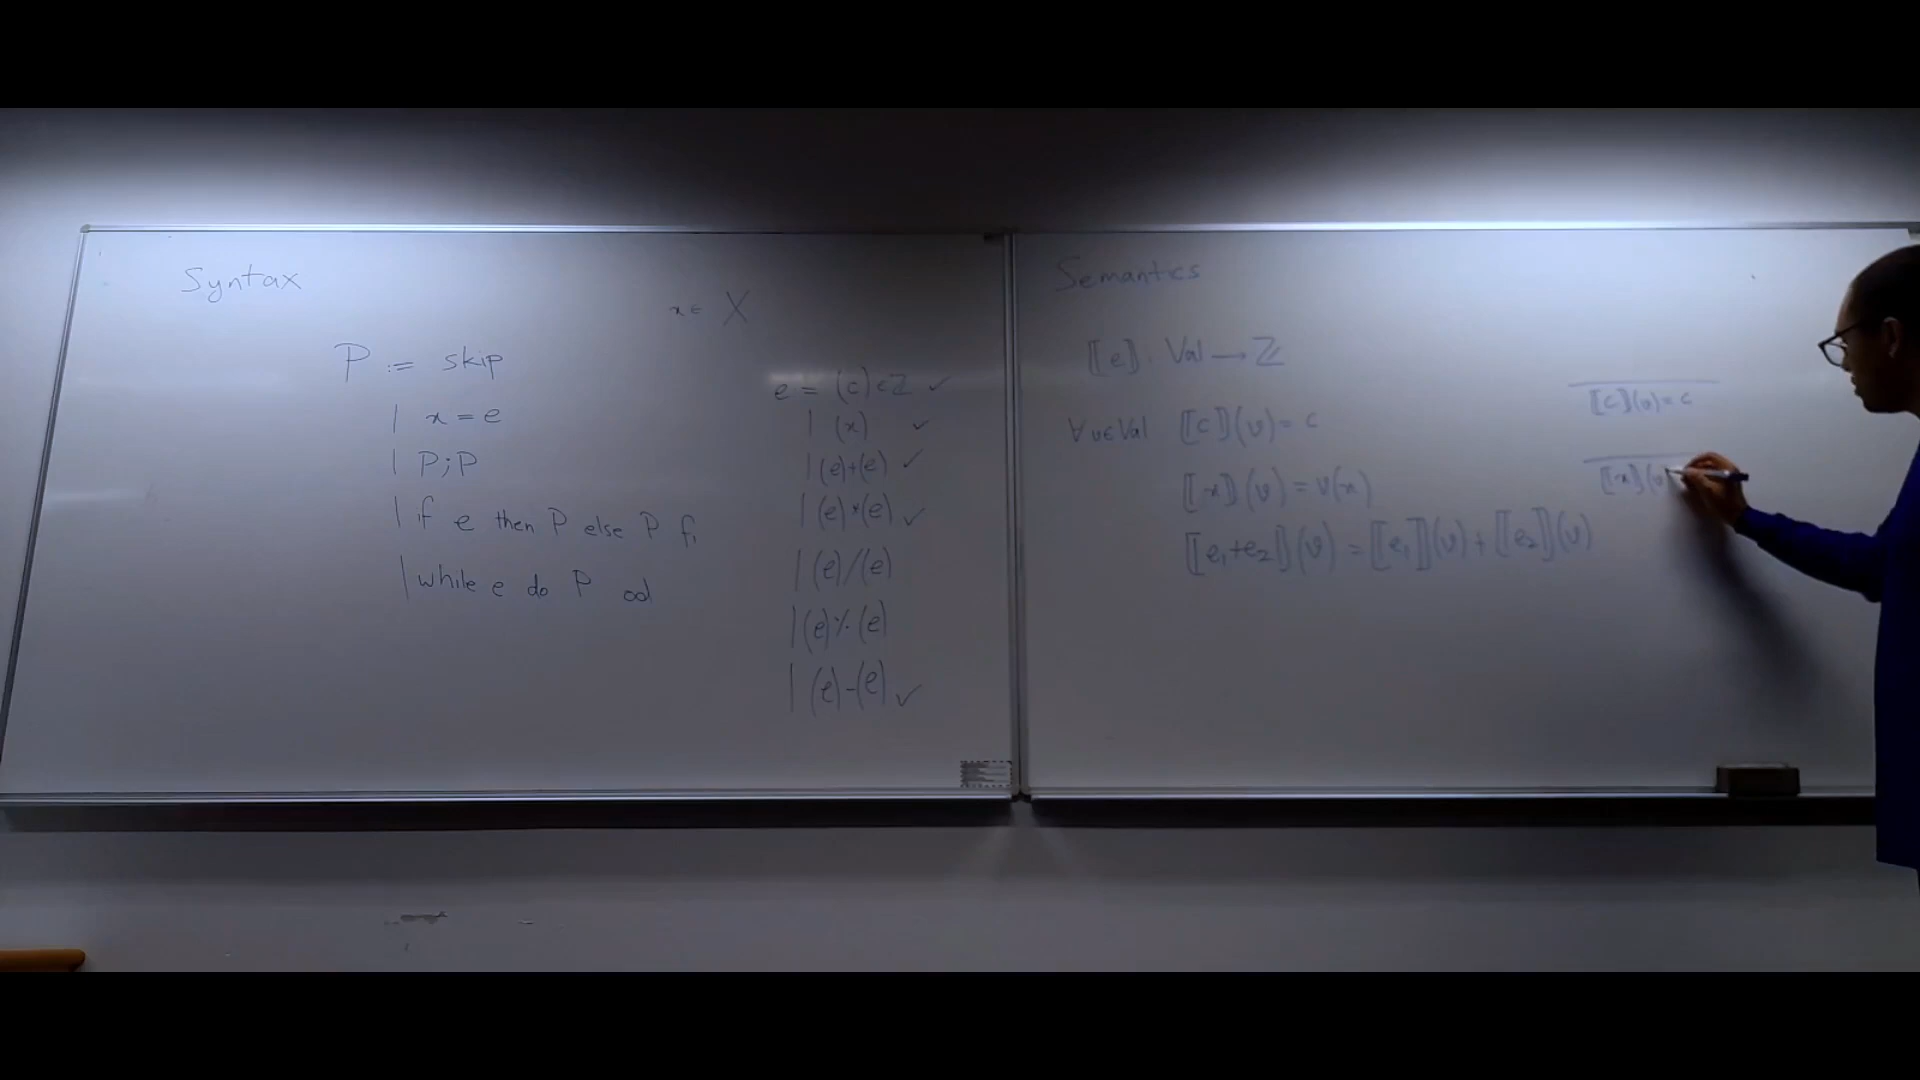 Syntax
x ∈ X
P := skip
| x = e
| P;P
| if e then P else P fi
| while e do P od
e = (c) ∈ ℤ ✓
| (x) ✓
| (e)+(e) ✓
| (e)*(e) ✓
| (e)/(e)
| (e)%(e)
| (e)-(e) ✓
Semantics
⟦e⟧: Val → ℤ
∀ v ∈ Val ⟦c⟧(v) = c
⟦x⟧(v) = v(x)
⟦e₁+e₂⟧(v) = ⟦e₁⟧(v) + ⟦e₂⟧(v)
⟦c⟧(v) = c
⟦x⟧(v)